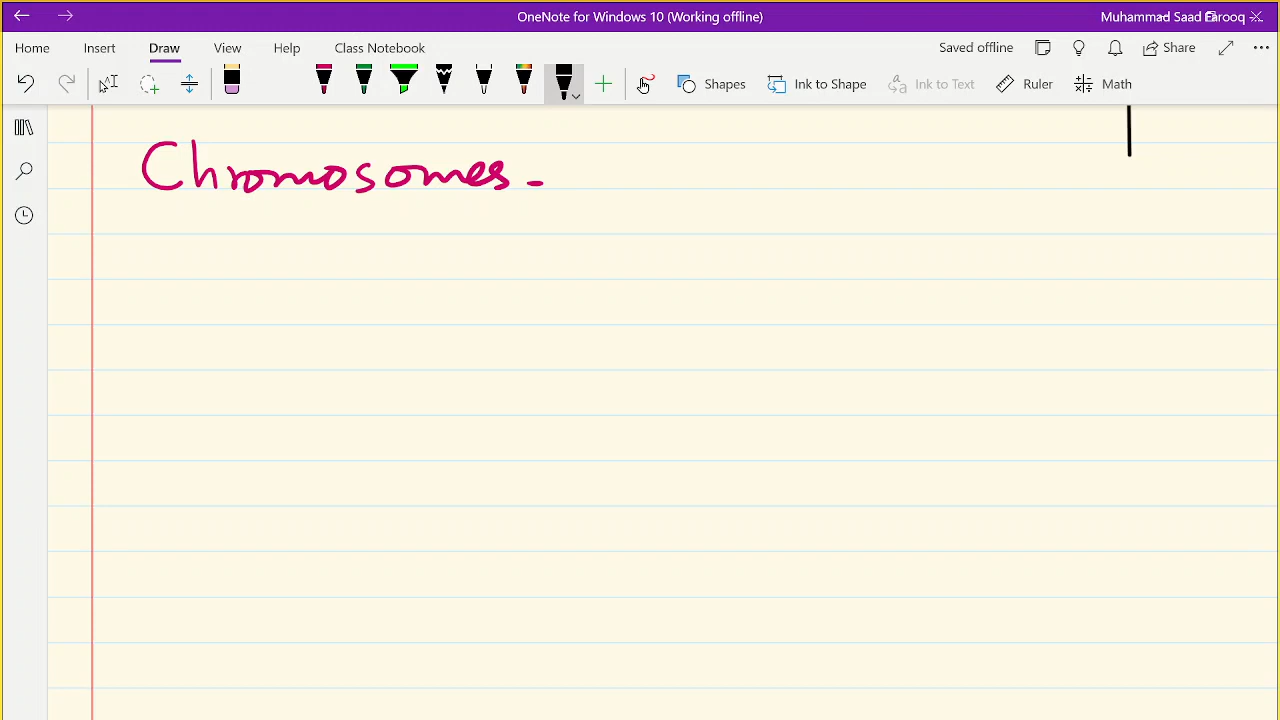 OneNote for Windows 10 (Working offline)
Muhammad Saad Farooq
Home Insert Draw View Help Class Notebook
Saved offline Share
Shapes Ink to Shape Ink to Text Ruler Math
Chromosomes -